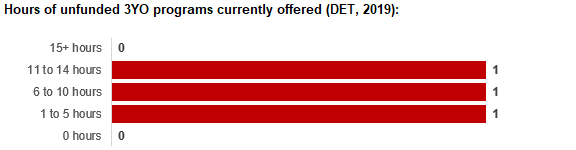 Hours of unfunded 3YO programs currently offered (DET, 2019):
15+ hours 0
11 to 14 hours 1
6 to 10 hours 1
1 to 5 hours 1
0 hours 0